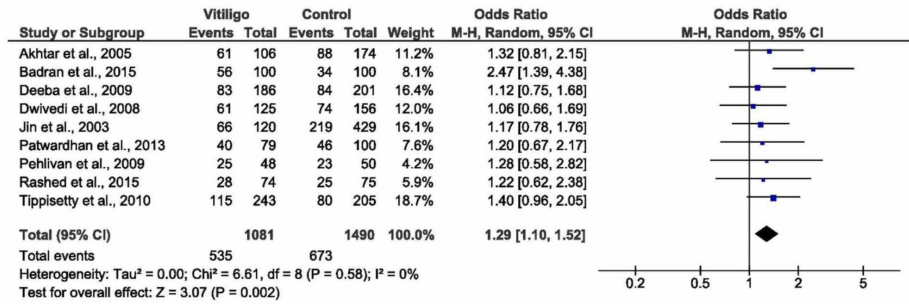 Vitiligo Control Odds Ratio Odds Ratio
Study or Subgroup Events Total Events Total Weight M-H, Random, 95% CI M-H, Random, 95% CI
Akhtar et al., 2005 61 106 88 174 11.2% 1.32 [0.81, 2.15]
Badran et al., 2015 56 100 34 100 8.1% 2.47 [1.39, 4.38]
Deeba et al., 2009 83 186 84 201 16.4% 1.12 [0.75, 1.68]
Dwivedi et al., 2008 61 125 74 156 11.8% 1.06 [0.66, 1.69]
Jin et al., 2003 66 120 219 429 16.1% 1.17 [0.78, 1.76]
Patwardhan et al., 2013 40 79 46 100 7.6% 1.20 [0.67, 2.17]
Pehlivan et al., 2009 25 48 23 50 4.2% 1.28 [0.58, 2.82]
Rashed et al., 2015 28 74 25 75 5.9% 1.22 [0.62, 2.38]
Tippisetty et al., 2010 115 243 80 205 18.7% 1.40 [0.96, 2.05]
Total (95% CI) 1081 1490 100.0% 1.29 [1.10, 1.52]
Total events 535 673
Heterogeneity: Tau² = 0.00; Chi² = 6.61, df = 8 (P = 0.58); I² = 0%
Test for overall effect: Z = 3.07 (P = 0.002)
0.2 0.5 1 2 5